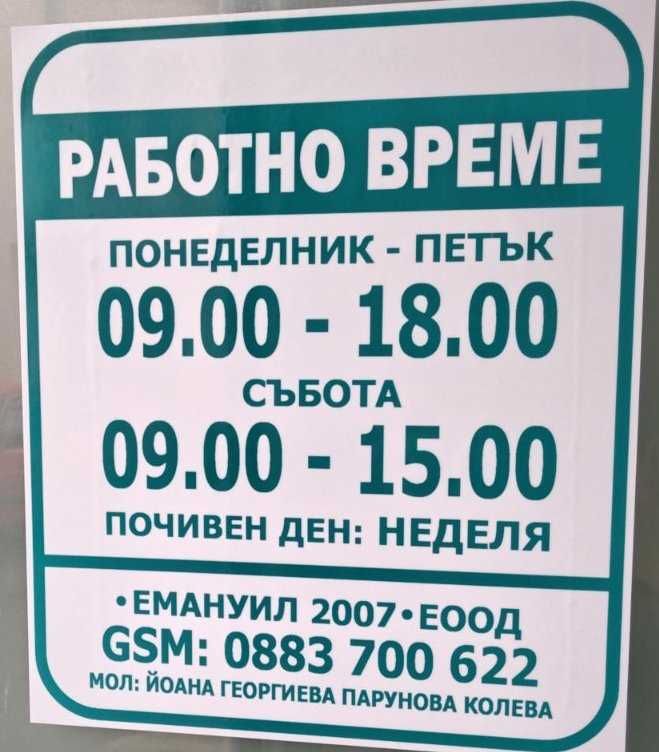 РАБОТНО ВРЕМЕ
ПОНЕДЕЛНИК - ПЕТЪК
09.00 - 18.00
СЪБОТА
09.00 - 15.00
ПОЧИВЕН ДЕН: НЕДЕЛЯ
•ЕМАНУИЛ 2007•ЕООД
GSM: 0883 700 622
МОЛ: ЙОАНА ГЕОРГИЕВА ПАРУНОВА КОЛЕВА